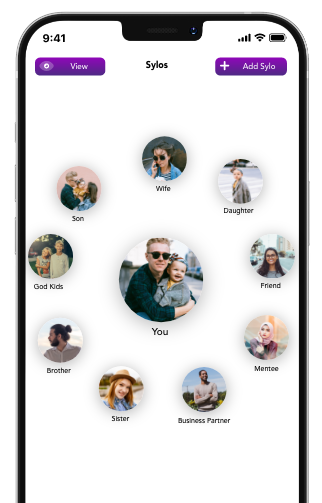 9:41
View
Sylos
Add Sylo
Wife
Son
Daughter
God Kids
Friend
You
Brother
Mentee
Sister
Business Partner